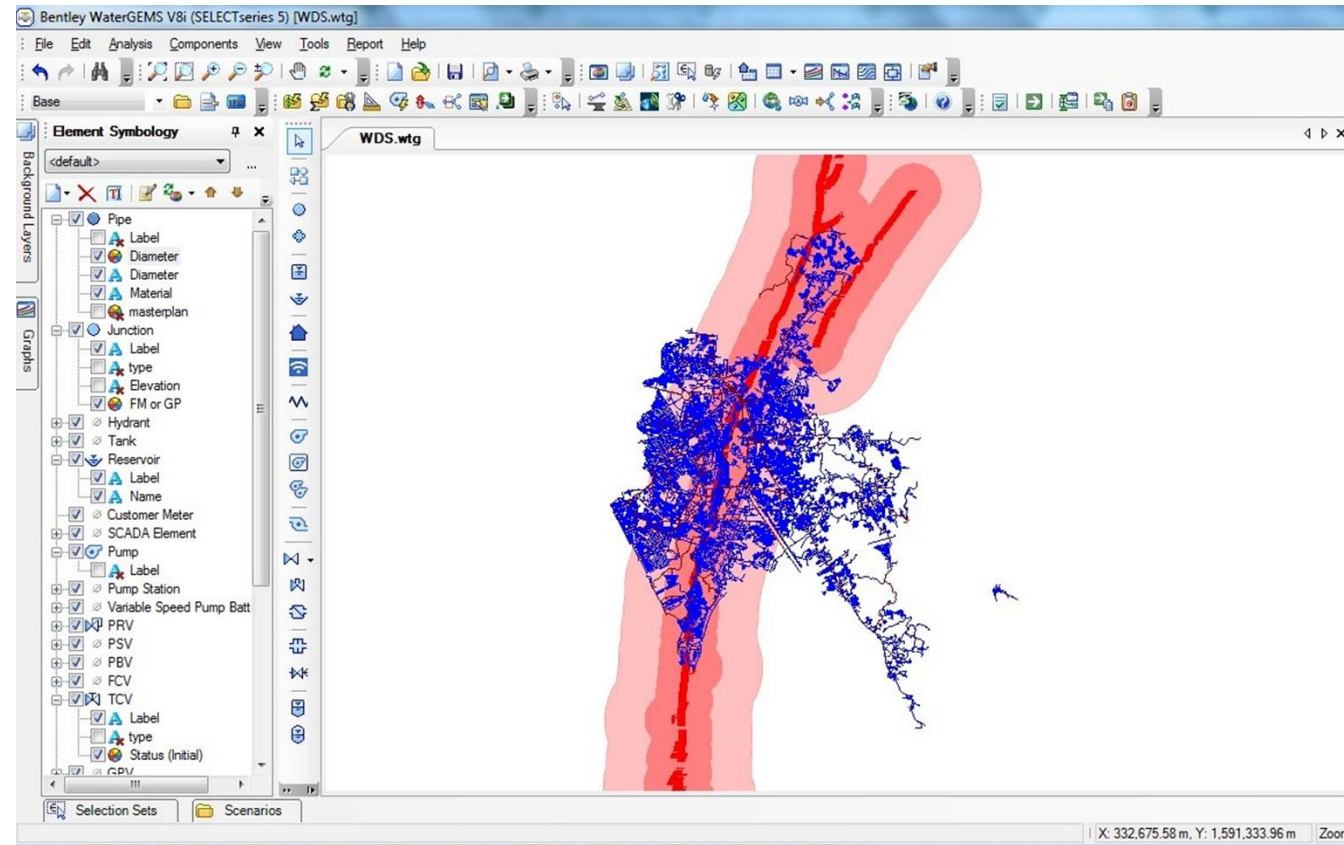 Bentley WaterGEMS V8i (SELECTseries 5) [WDS.wtg]
File Edit Analysis Components View Tools Report Help
Base
Element Symbology
WDS.wtg
<default>
...
Background Layers
Graphs
Pipe
Label
Diameter
Diameter
Material
masterplan
Junction
Label
type
Elevation
FM or GP
Hydrant
Tank
Reservoir
Label
Name
Customer Meter
SCADA Element
Pump
Label
Pump Station
Variable Speed Pump Batt
PRV
PSV
PBV
FCV
TCV
Label
type
Status (Initial)
GPV
Selection Sets Scenarios
X: 332,675.58 m, Y: 1,591,333.96 m Zoor